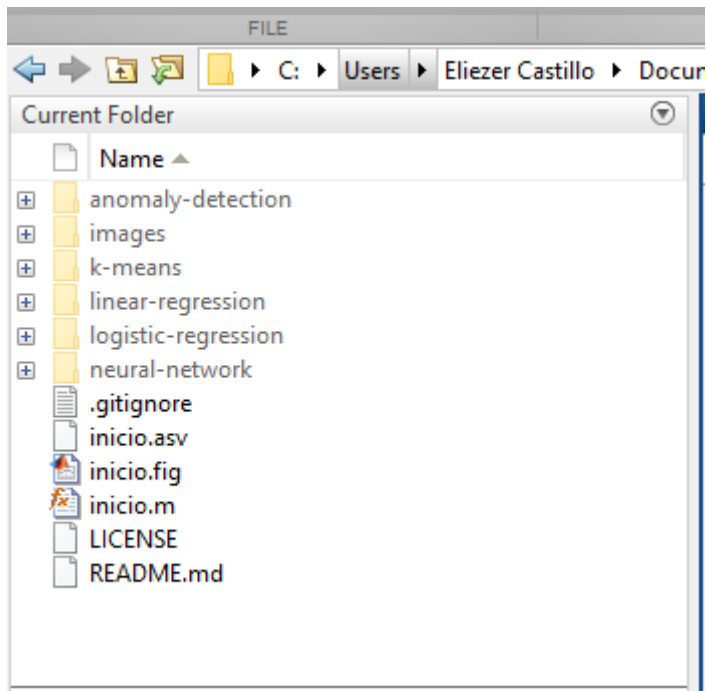 FILE
C: Users Eliezer Castillo
Current Folder
Name
anomaly-detection
images
k-means
linear-regression
logistic-regression
neural-network
.gitignore
inicio.asv
inicio.fig
inicio.m
LICENSE
README.md